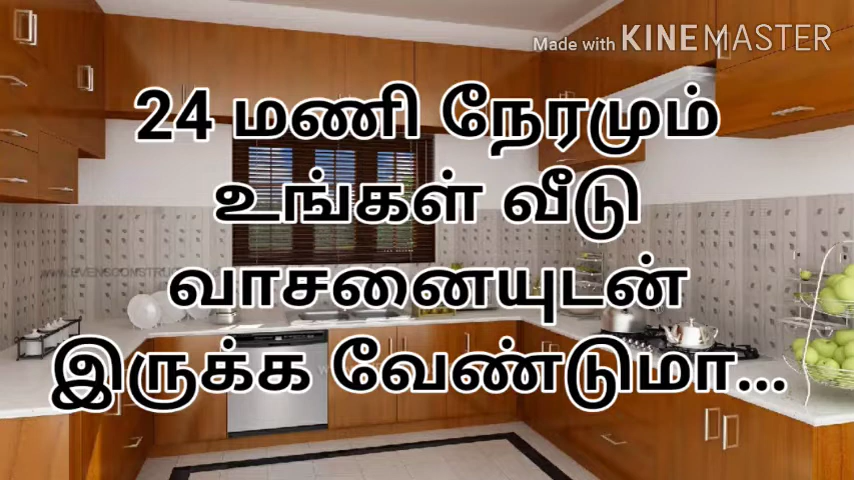 Made with KINEMASTER
24 மணி நேரமும்
உங்கள் வீடு
வாசனையுடன்
இருக்க வேண்டுமா...